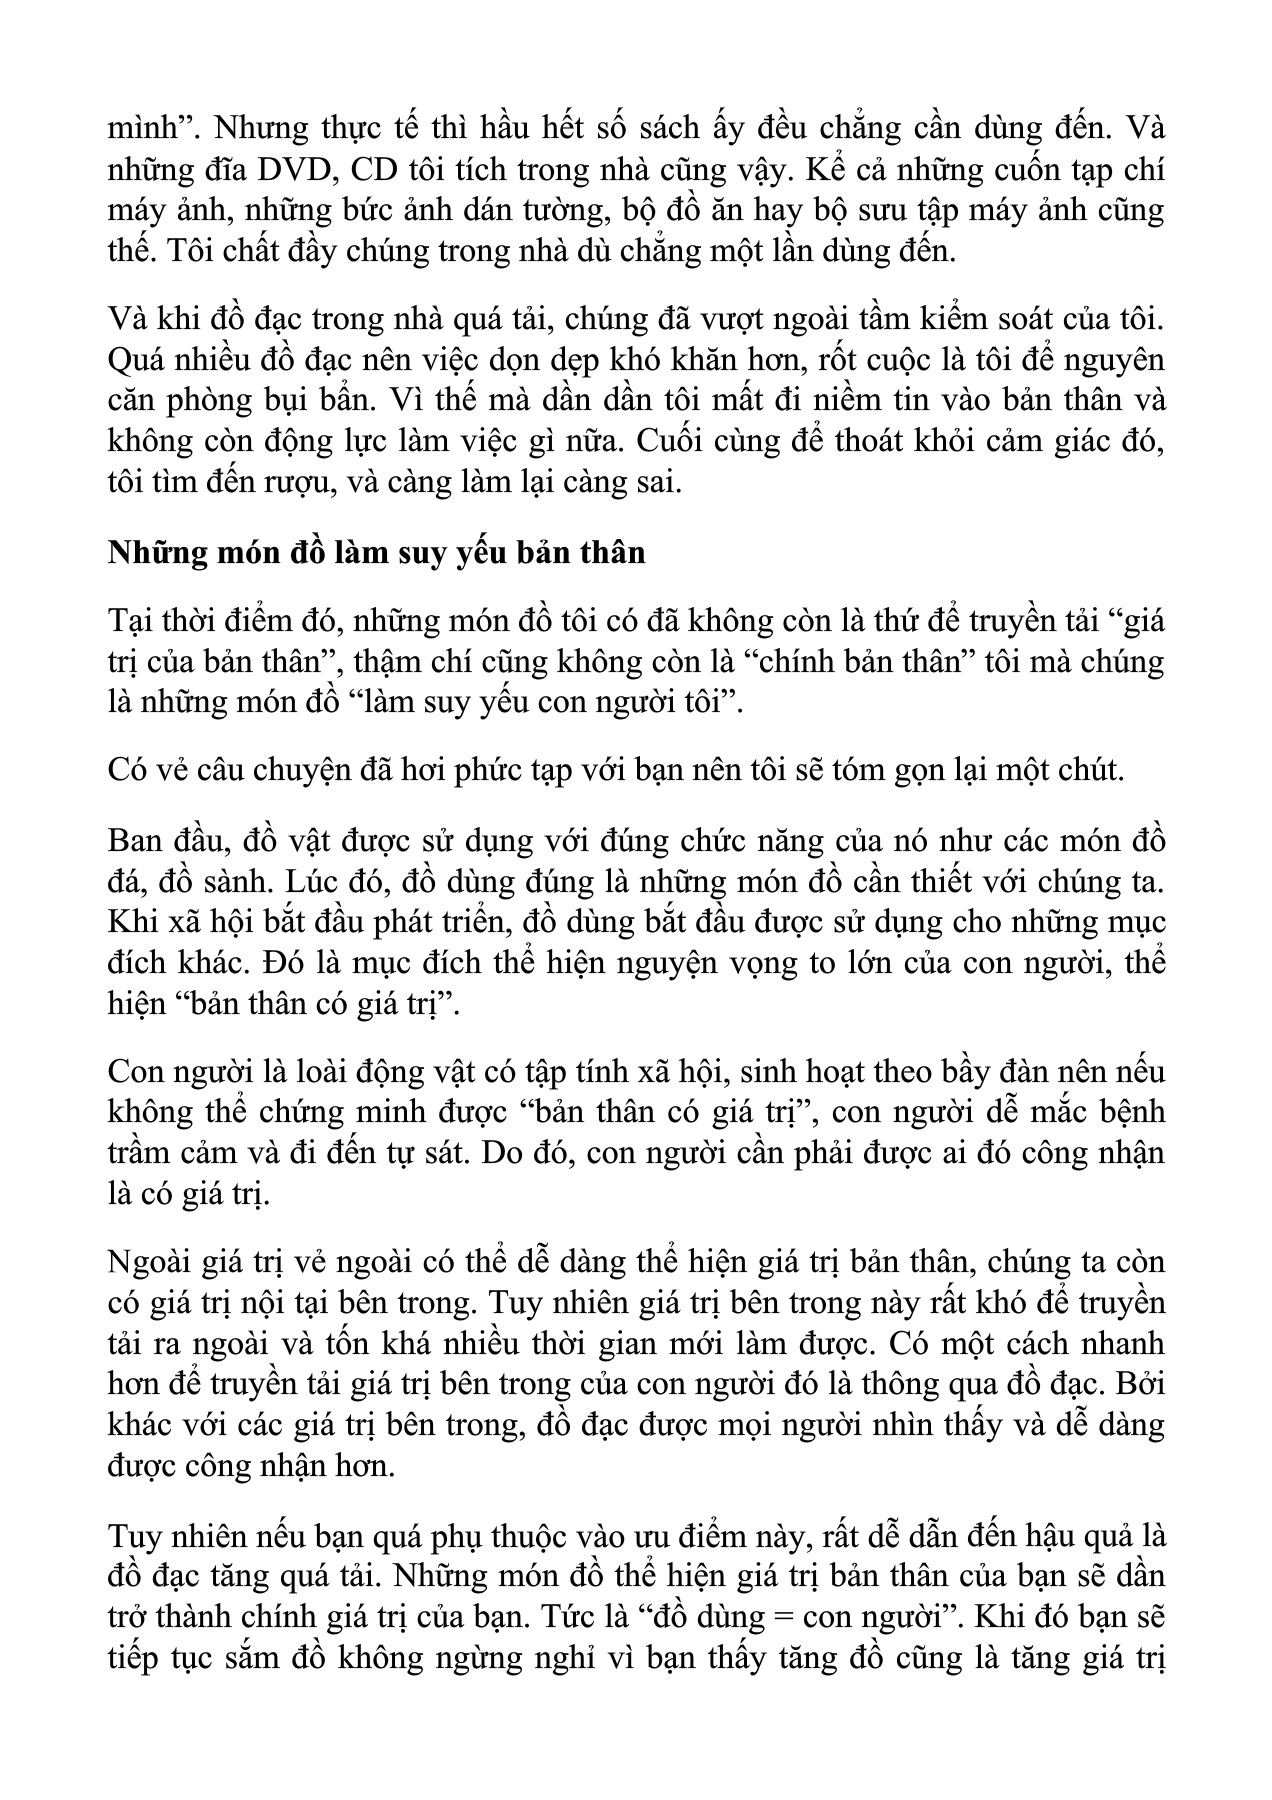 mình”. Nhưng thực tế thì hầu hết số sách ấy đều chẳng cần dùng đến. Và
những đĩa DVD, CD tôi tích trong nhà cũng vậy. Kể cả những cuốn tạp chí
máy ảnh, những bức ảnh dán tường, bộ đồ ăn hay bộ sưu tập máy ảnh cũng
thế. Tôi chất đầy chúng trong nhà dù chẳng một lần dùng đến.
Và khi đồ đạc trong nhà quá tải, chúng đã vượt ngoài tầm kiểm soát của tôi.
Quá nhiều đồ đạc nên việc dọn dẹp khó khăn hơn, rốt cuộc là tôi để nguyên
căn phòng bụi bẩn. Vì thế mà dần dần tôi mất đi niềm tin vào bản thân và
không còn động lực làm việc gì nữa. Cuối cùng để thoát khỏi cảm giác đó,
tôi tìm đến rượu, và càng làm lại càng sai.
Những món đồ làm suy yếu bản thân
Tại thời điểm đó, những món đồ tôi có đã không còn là thứ để truyền tải “giá
trị của bản thân”, thậm chí cũng không còn là “chính bản thân” tôi mà chúng
là những món đồ “làm suy yếu con người tôi”.
Có vẻ câu chuyện đã hơi phức tạp với bạn nên tôi sẽ tóm gọn lại một chút.
Ban đầu, đồ vật được sử dụng với đúng chức năng của nó như các món đồ
đá, đồ sành. Lúc đó, đồ dùng đúng là những món đồ cần thiết với chúng ta.
Khi xã hội bắt đầu phát triển, đồ dùng bắt đầu được sử dụng cho những mục
đích khác. Đó là mục đích thể hiện nguyện vọng to lớn của con người, thể
hiện “bản thân có giá trị”.
Con người là loài động vật có tập tính xã hội, sinh hoạt theo bầy đàn nên nếu
không thể chứng minh được “bản thân có giá trị”, con người dễ mắc bệnh
trầm cảm và đi đến tự sát. Do đó, con người cần phải được ai đó công nhận
là có giá trị.
Ngoài giá trị vẻ ngoài có thể dễ dàng thể hiện giá trị bản thân, chúng ta còn
có giá trị nội tại bên trong. Tuy nhiên giá trị bên trong này rất khó để truyền
tải ra ngoài và tốn khá nhiều thời gian mới làm được. Có một cách nhanh
hơn để truyền tải giá trị bên trong của con người đó là thông qua đồ đạc. Bởi
khác với các giá trị bên trong, đồ đạc được mọi người nhìn thấy và dễ dàng
được công nhận hơn.
Tuy nhiên nếu bạn quá phụ thuộc vào ưu điểm này, rất dễ dẫn đến hậu quả là
đồ đạc tăng quá tải. Những món đồ thể hiện giá trị bản thân của bạn sẽ dần
trở thành chính giá trị của bạn. Tức là “đồ dùng = con người”. Khi đó bạn sẽ
tiếp tục sắm đồ không ngừng nghỉ vì bạn thấy tăng đồ cũng là tăng giá trị